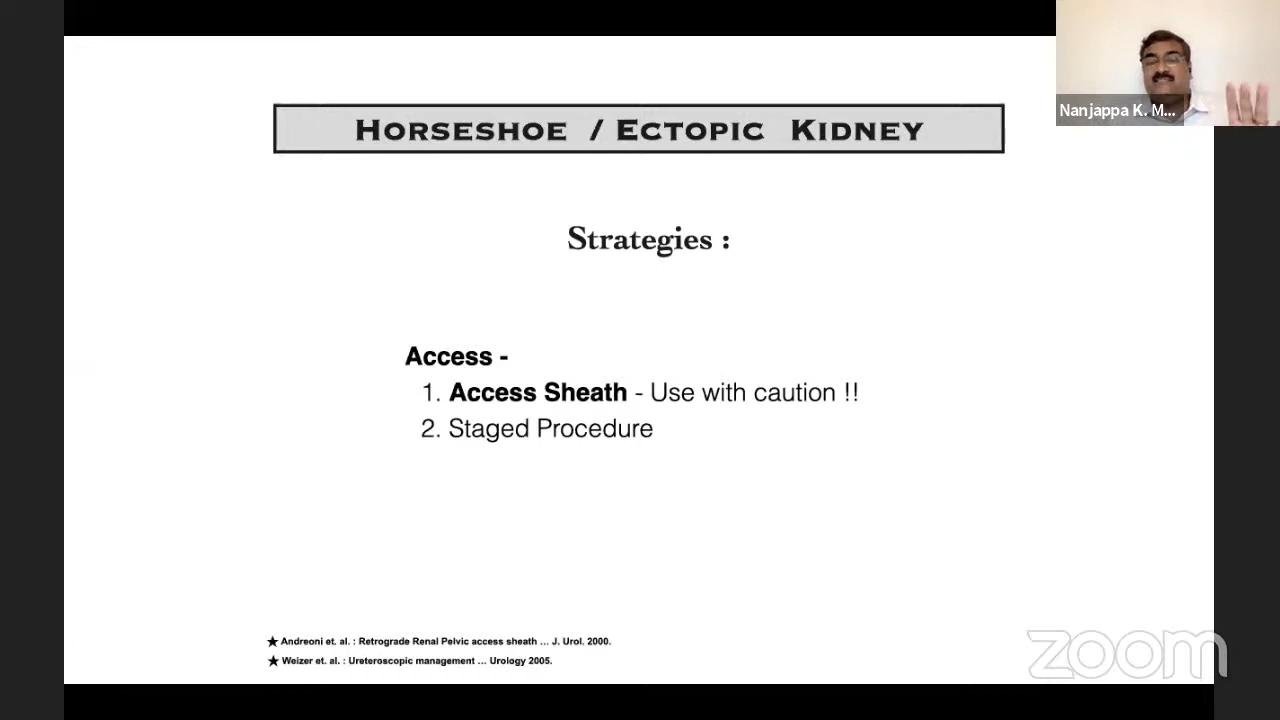 HORSESHOE / ECTOPIC KIDNEY
Nanjappa K. M...
Strategies :
Access -
1. Access Sheath - Use with caution !!
2. Staged Procedure
★ Andreoni et. al. : Retrograde Renal Pelvic access sheath ... J. Urol. 2000.
★ Weizer et. al. : Ureteroscopic management ... Urology 2005.
zoom